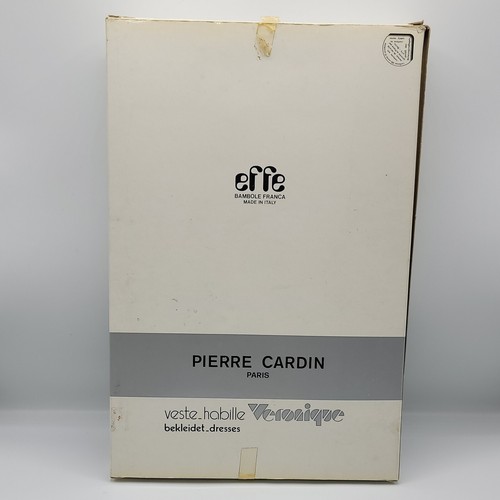 effe
BAMBOLE FRANCA
MADE IN ITALY
PIERRE CARDIN
PARIS
veste_habille Veronique
bekleidet_dresses